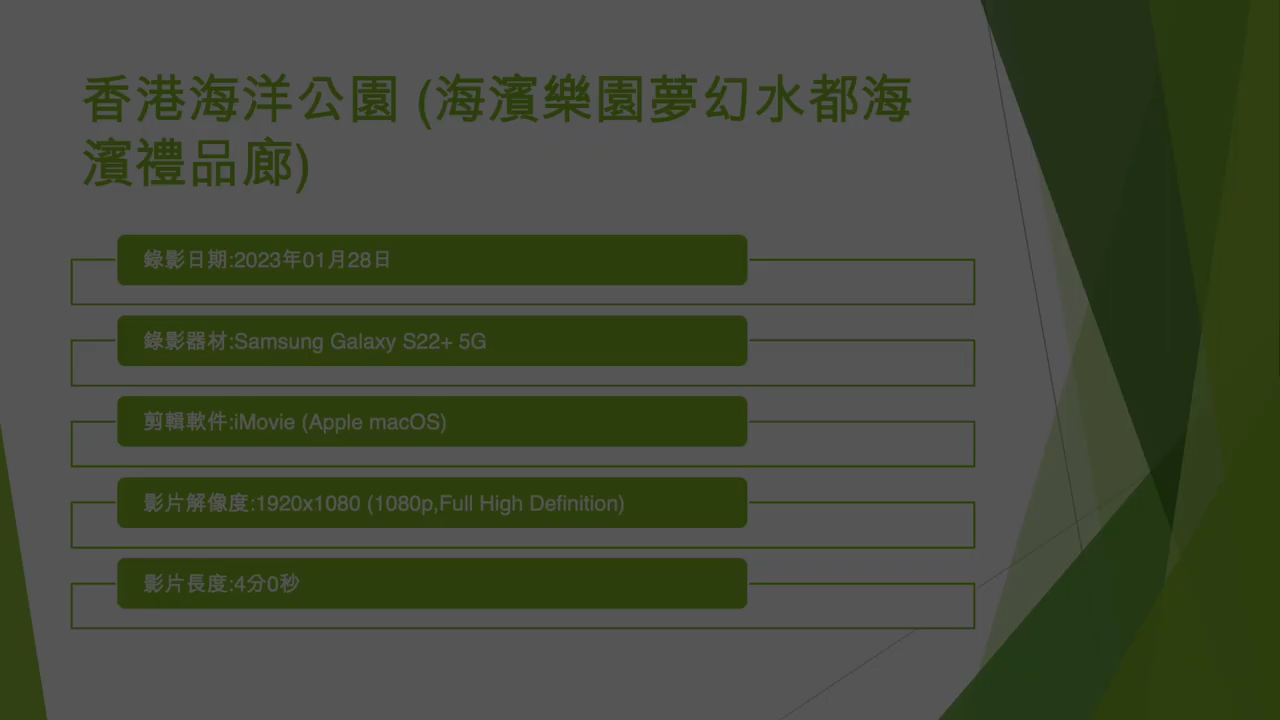 香港海洋公園 (海濱樂園夢幻水都海
濱禮品廊)
錄影日期:2023年01月28日
錄影器材:Samsung Galaxy S22+ 5G
剪輯軟件:iMovie (Apple macOS)
影片解像度:1920x1080 (1080p,Full High Definition)
影片長度:4分0秒